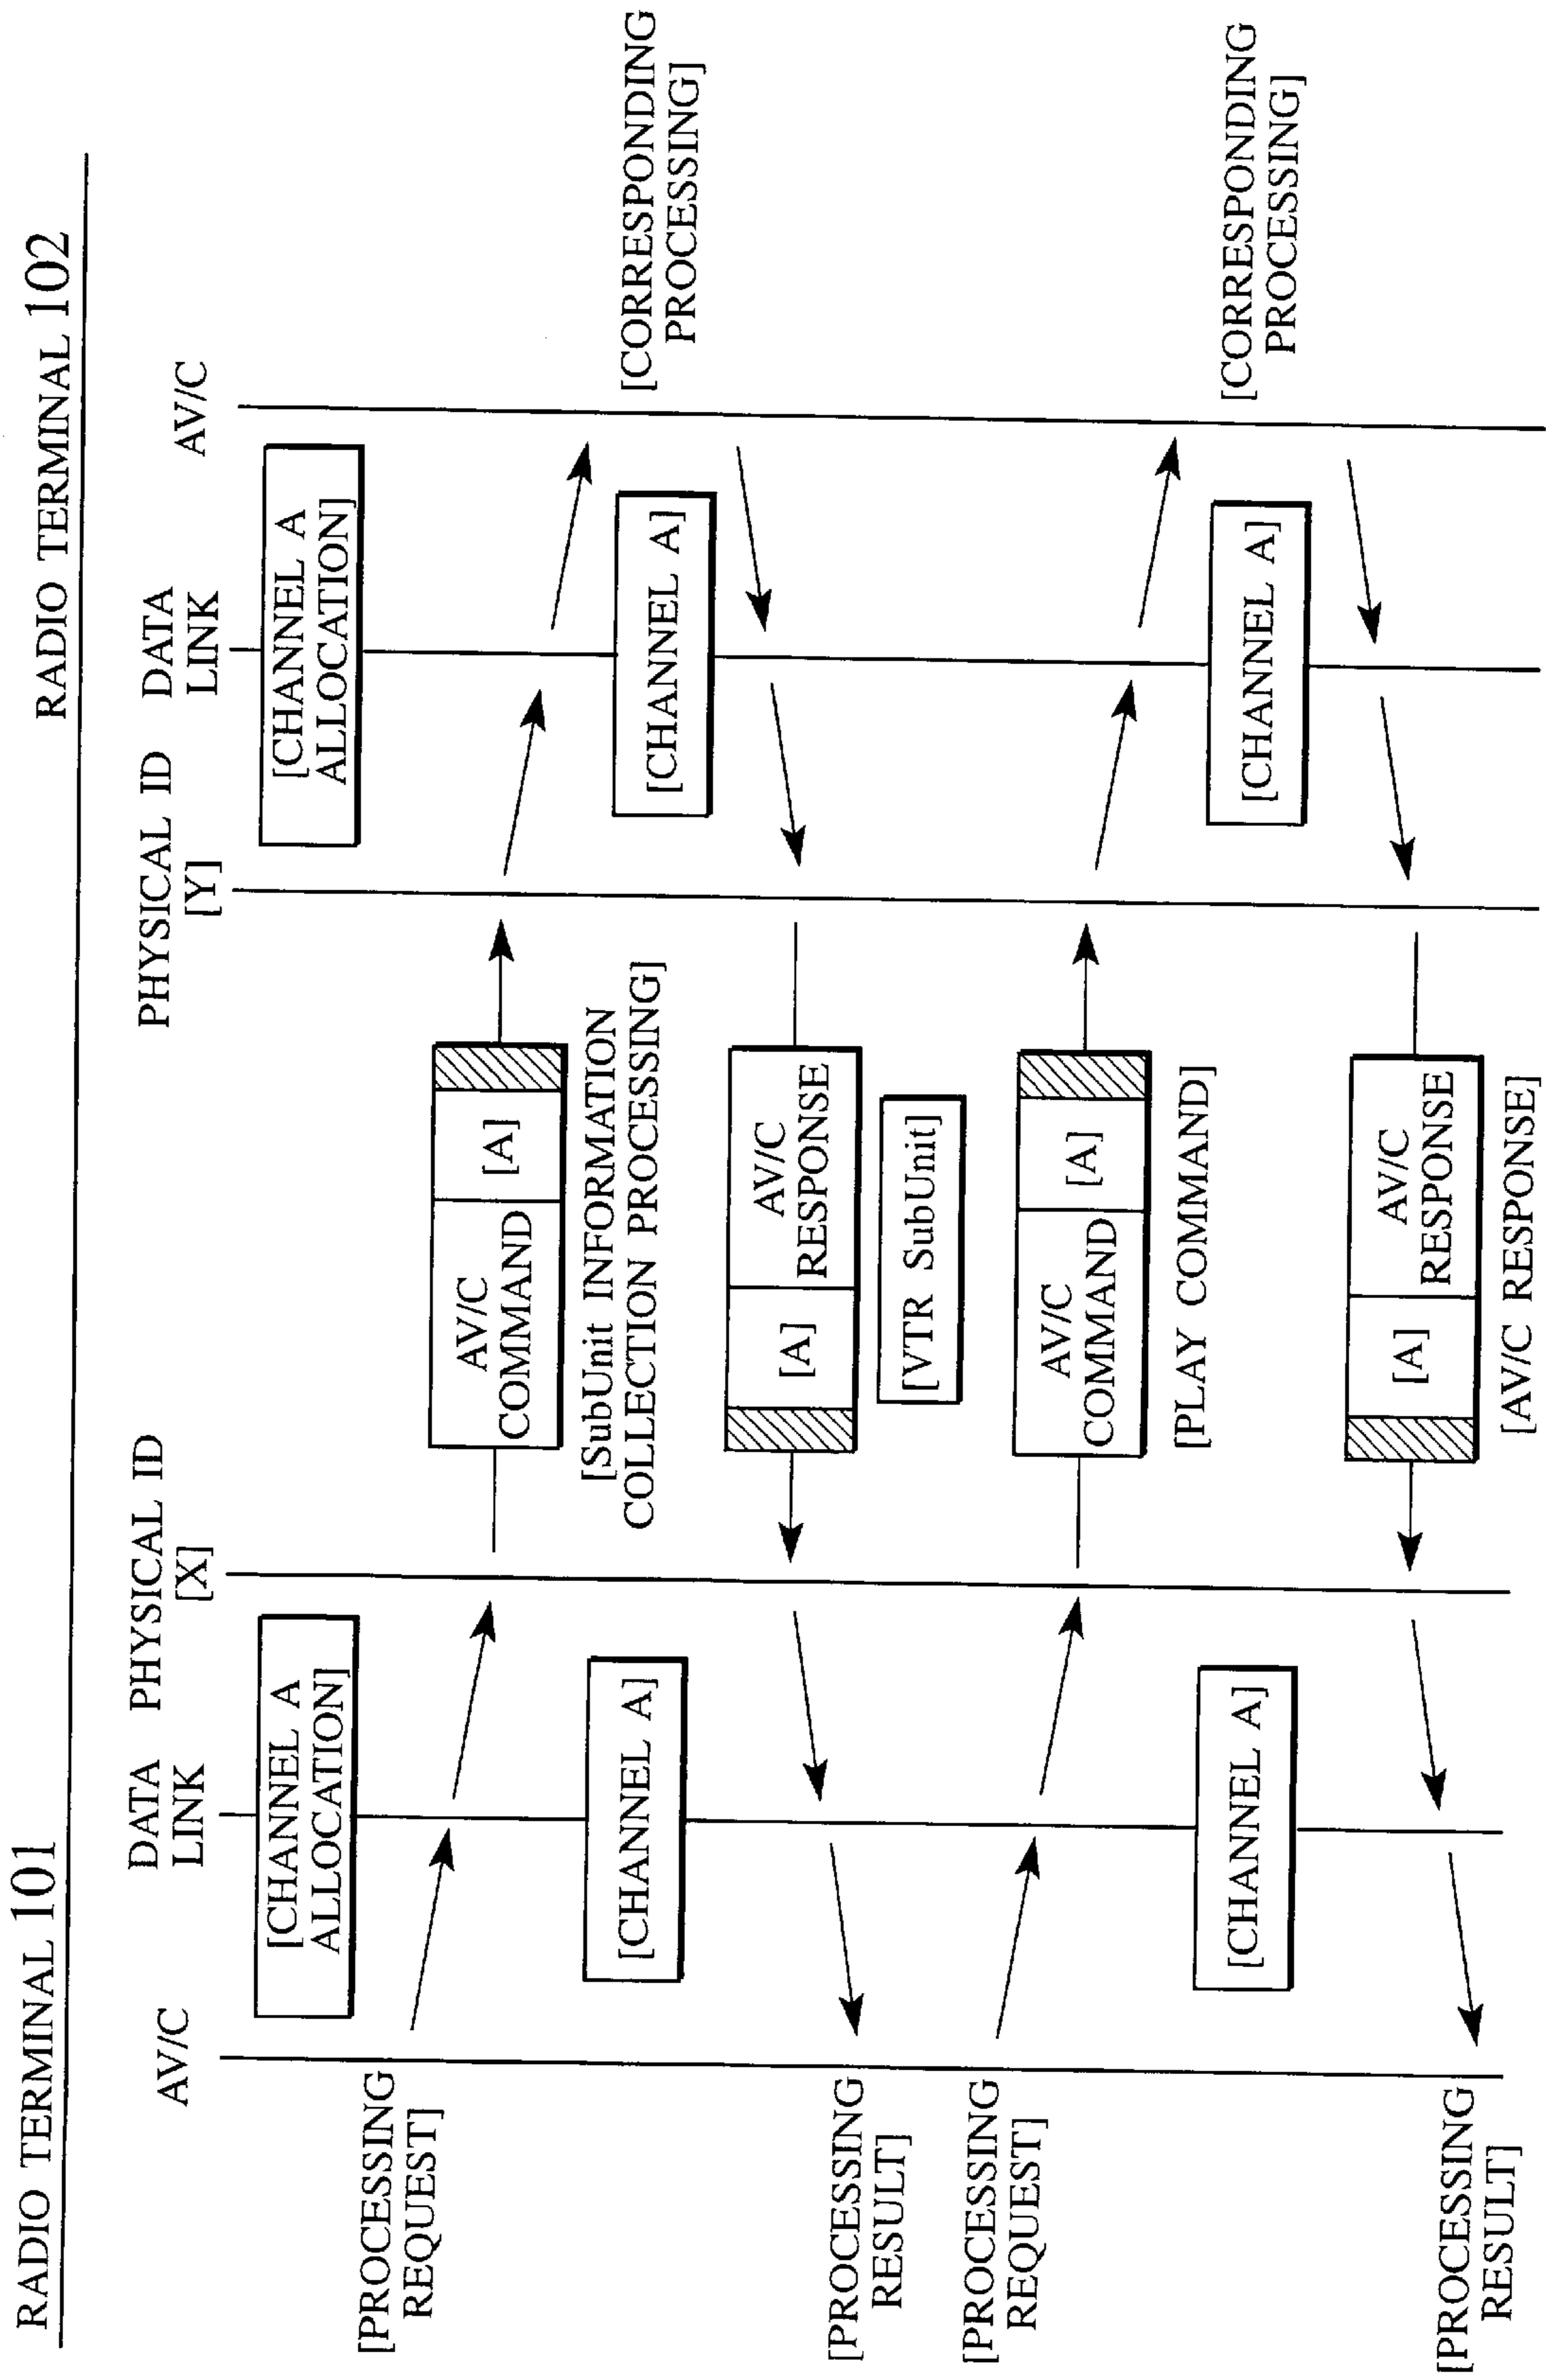 RADIO TERMINAL 101
RADIO TERMINAL 102
AV/C
DATA
LINK
PHYSICAL ID
[X]
PHYSICAL ID
[Y]
DATA
LINK
AV/C
[CHANNEL A
ALLOCATION]
[CHANNEL A
ALLOCATION]
[PROCESSING
REQUEST]
AV/C
COMMAND
[A]
[SubUnit INFORMATION
COLLECTION PROCESSING]
[CHANNEL A]
[CHANNEL A]
[CORRESPONDING
PROCESSING]
[A]
AV/C
RESPONSE
[VTR SubUnit]
[PROCESSING
RESULT]
[PROCESSING
REQUEST]
AV/C
COMMAND
[A]
[PLAY COMMAND]
[CHANNEL A]
[CHANNEL A]
[CORRESPONDING
PROCESSING]
[A]
AV/C
RESPONSE
[AV/C RESPONSE]
[PROCESSING
RESULT]